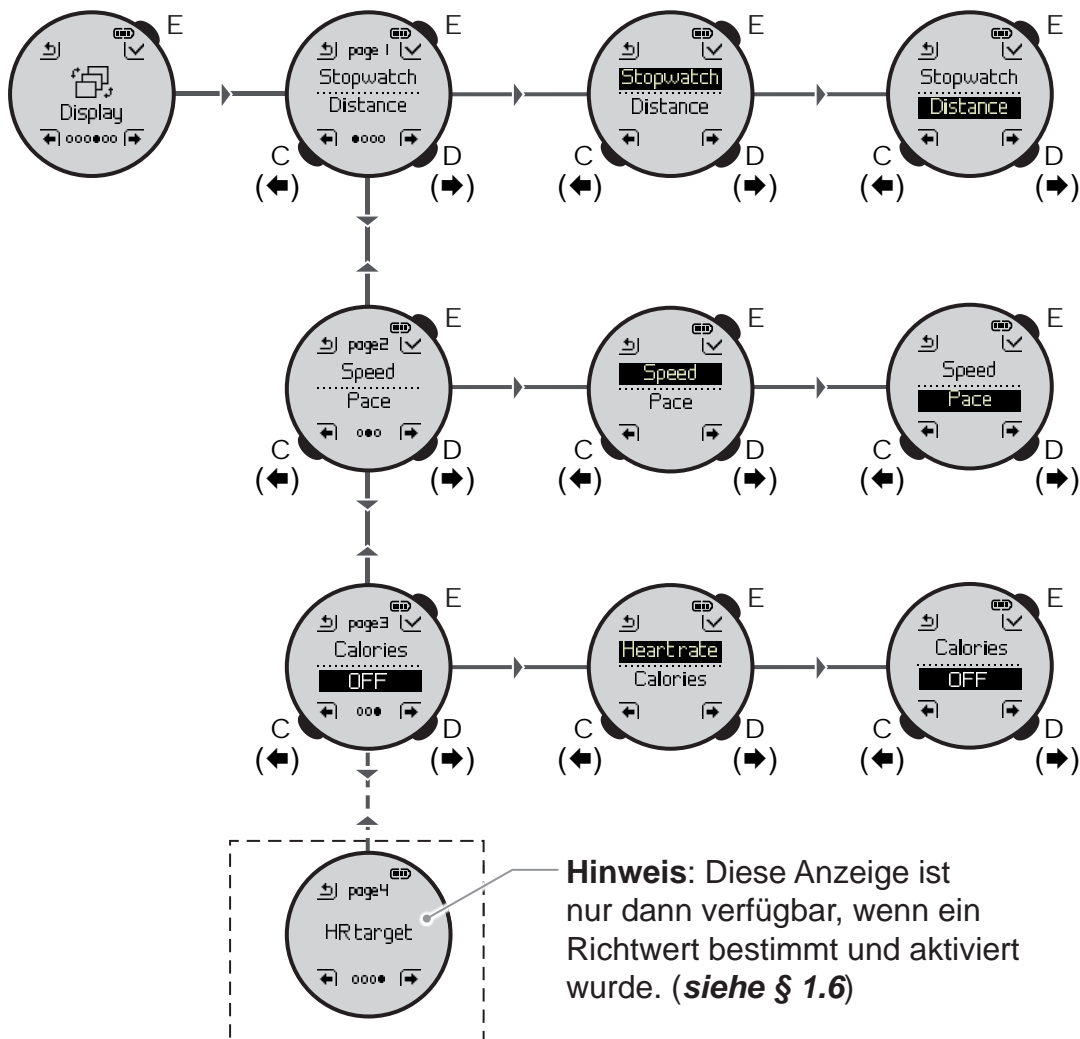 E E E E
page 1
Display
Stopwatch
Distance
Stopwatch
Distance
Stopwatch
Distance
C D C D C D
(⬅) (➡) (⬅) (➡) (⬅) (➡)
E E E
page2
Speed
Pace
Speed
Pace
Speed
Pace
C D C D C D
(⬅) (➡) (⬅) (➡) (⬅) (➡)
E E E
page3
Calories
OFF
Heart rate
Calories
Calories
OFF
C D C D C D
(⬅) (➡) (⬅) (➡) (⬅) (➡)
page4
HR target
Hinweis: Diese Anzeige ist
nur dann verfügbar, wenn ein
Richtwert bestimmt und aktiviert
wurde. (siehe § 1.6)